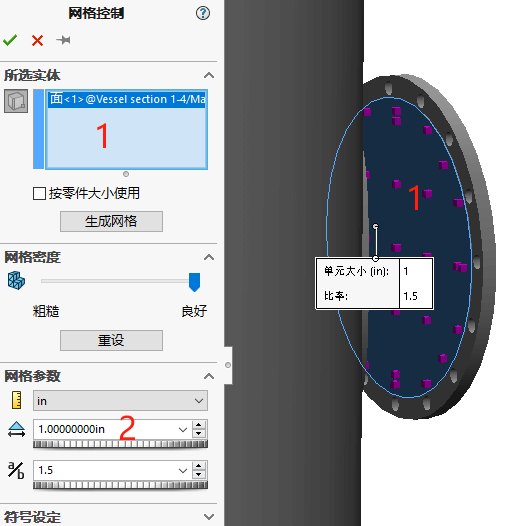 网格控制
所选实体
面<1>@Vessel section 1-4/Ma
1
按零件大小使用
生成网格
网格密度
粗糙 良好
重设
网格参数
in
1.00000000in
2
a/b 1.5
符号设定
1
单元大小 (in): 1
比率: 1.5